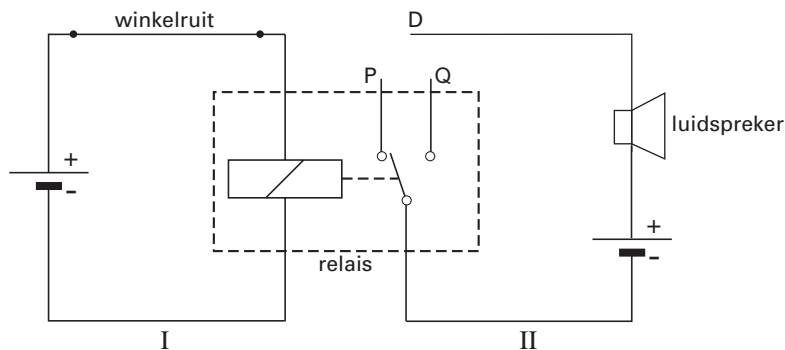 winkelruit
D
P
Q
luidspreker
+
-
+
-
relais
I
II